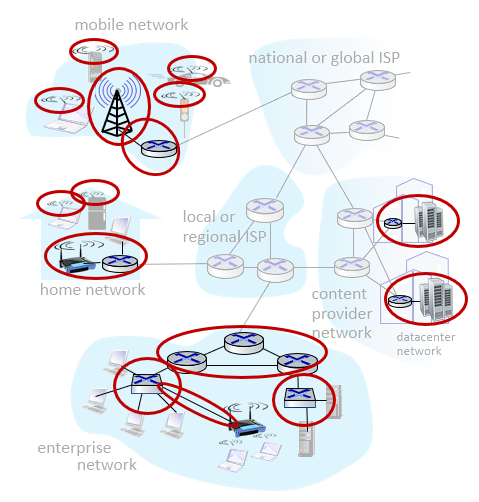 mobile network
national or global ISP
local or
regional ISP
home network
content
provider
network
datacenter
network
enterprise
network